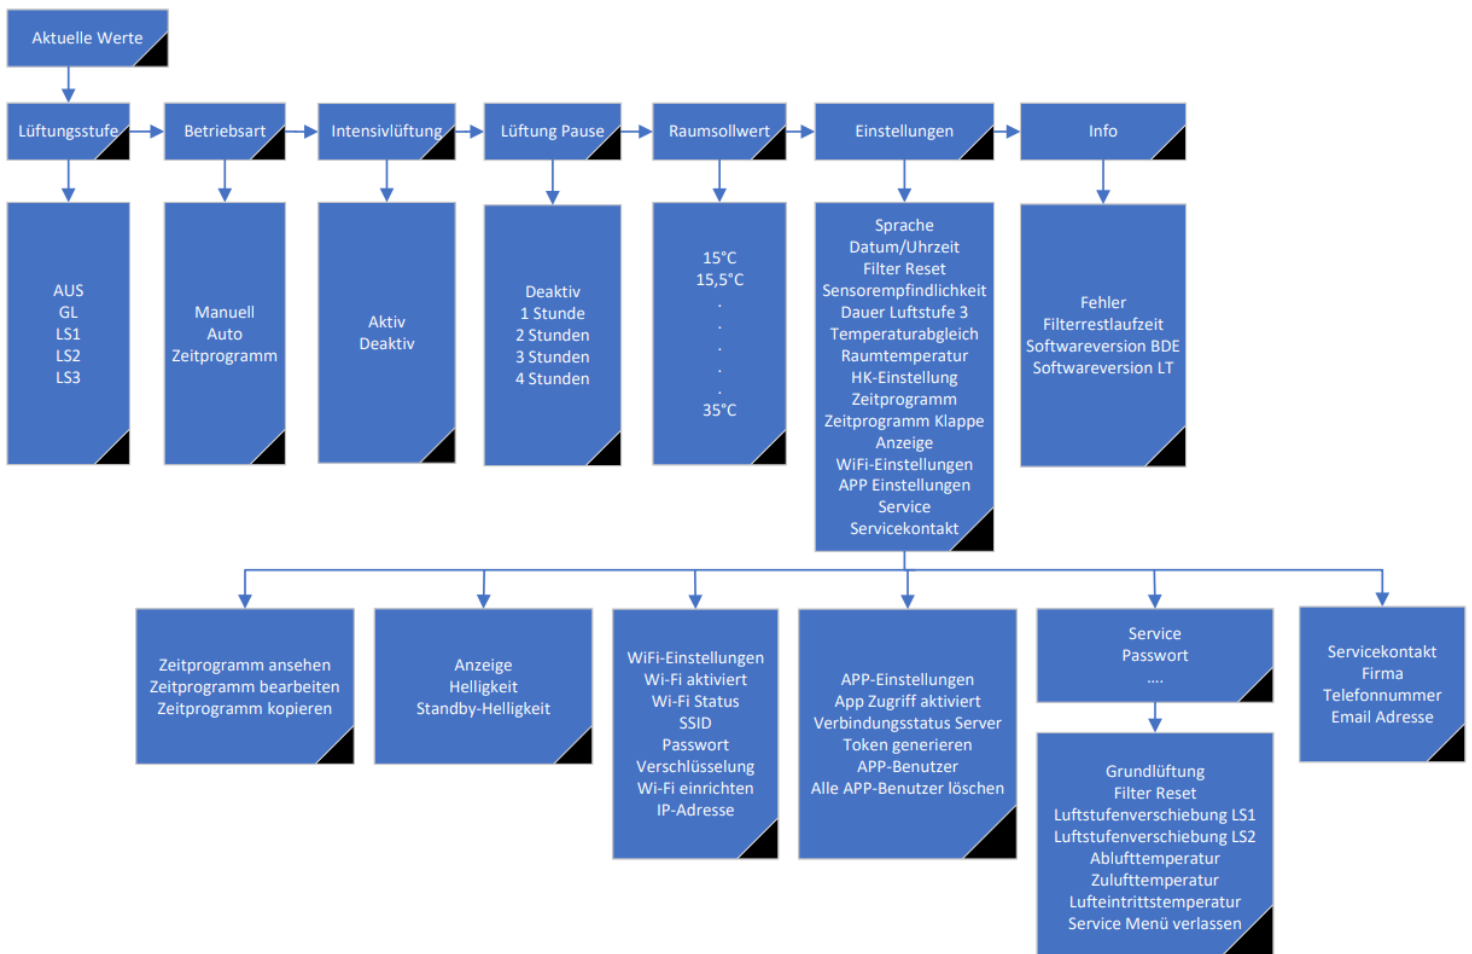 Aktuelle Werte
Lüftungsstufe
Betriebsart
Intensivlüftung
Lüftung Pause
Raumsollwert
Einstellungen
Info
AUS
GL
LS1
LS2
LS3
Manuell
Auto
Zeitprogramm
Aktiv
Deaktiv
Deaktiv
1 Stunde
2 Stunden
3 Stunden
4 Stunden
15°C
15,5°C
.
.
.
.
.
35°C
Sprache
Datum/Uhrzeit
Filter Reset
Sensorempfindlichkeit
Dauer Luftstufe 3
Temperaturabgleich
Raumtemperatur
HK-Einstellung
Zeitprogramm
Zeitprogramm Klappe
Anzeige
WiFi-Einstellungen
APP Einstellungen
Service
Servicekontakt
Fehler
Filterrestlaufzeit
Softwareversion BDE
Softwareversion LT
Zeitprogramm ansehen
Zeitprogramm bearbeiten
Zeitprogramm kopieren
Anzeige
Helligkeit
Standby-Helligkeit
WiFi-Einstellungen
Wi-Fi aktiviert
Wi-Fi Status
SSID
Passwort
Verschlüsselung
Wi-Fi einrichten
IP-Adresse
APP-Einstellungen
App Zugriff aktiviert
Verbindungsstatus Server
Token generieren
APP-Benutzer
Alle APP-Benutzer löschen
Service
Passwort
....
Grundlüftung
Filter Reset
Luftstufenverschiebung LS1
Luftstufenverschiebung LS2
Ablufttemperatur
Zulufttemperatur
Lufteintrittstemperatur
Service Menü verlassen
Servicekontakt
Firma
Telefonnummer
Email Adresse